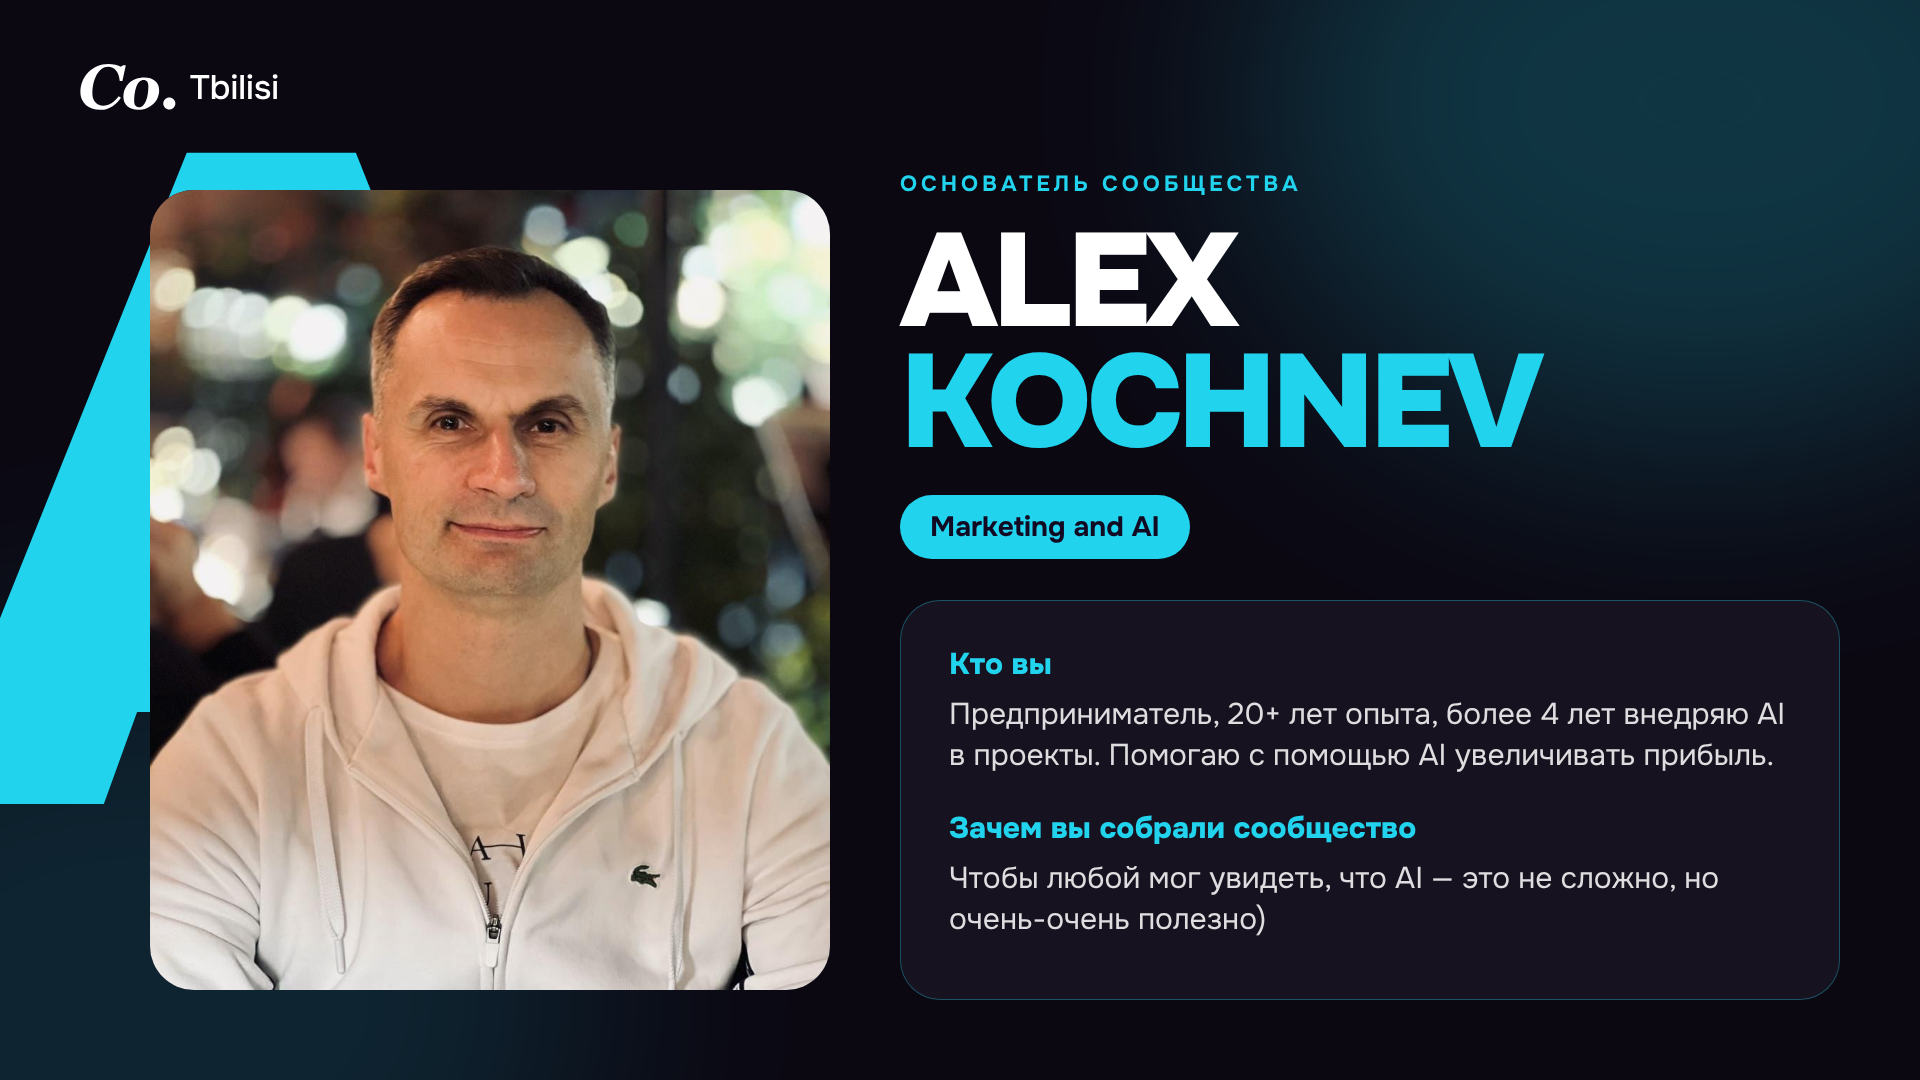 Co. Tbilisi
ОСНОВАТЕЛЬ СООБЩЕСТВА
ALEX
KOCHNEV
Marketing and AI
Кто вы
Предприниматель, 20+ лет опыта, более 4 лет внедряю AI
в проекты. Помогаю с помощью AI увеличивать прибыль.
Зачем вы собрали сообщество
Чтобы любой мог увидеть, что AI — это не сложно, но
очень-очень полезно)